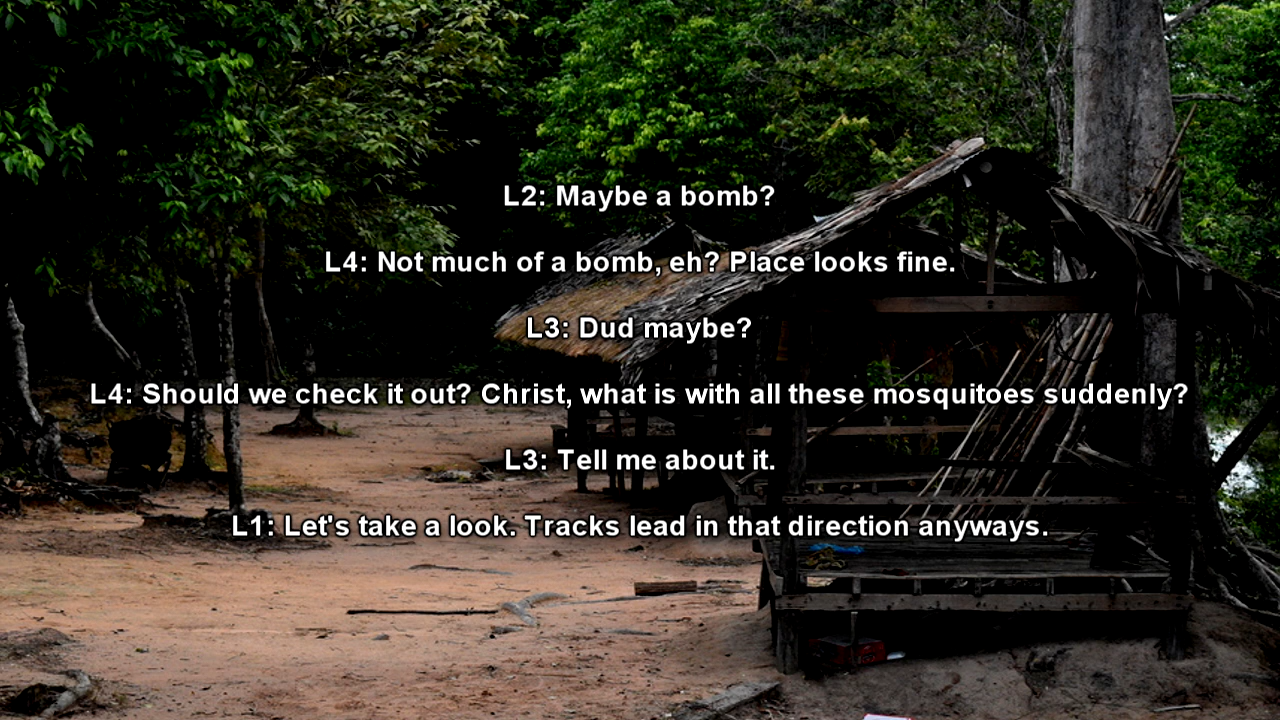 L2: Maybe a bomb?
L4: Not much of a bomb, eh? Place looks fine.
L3: Dud maybe?
L4: Should we check it out? Christ, what is with all these mosquitoes suddenly?
L3: Tell me about it.
L1: Let's take a look. Tracks lead in that direction anyways.